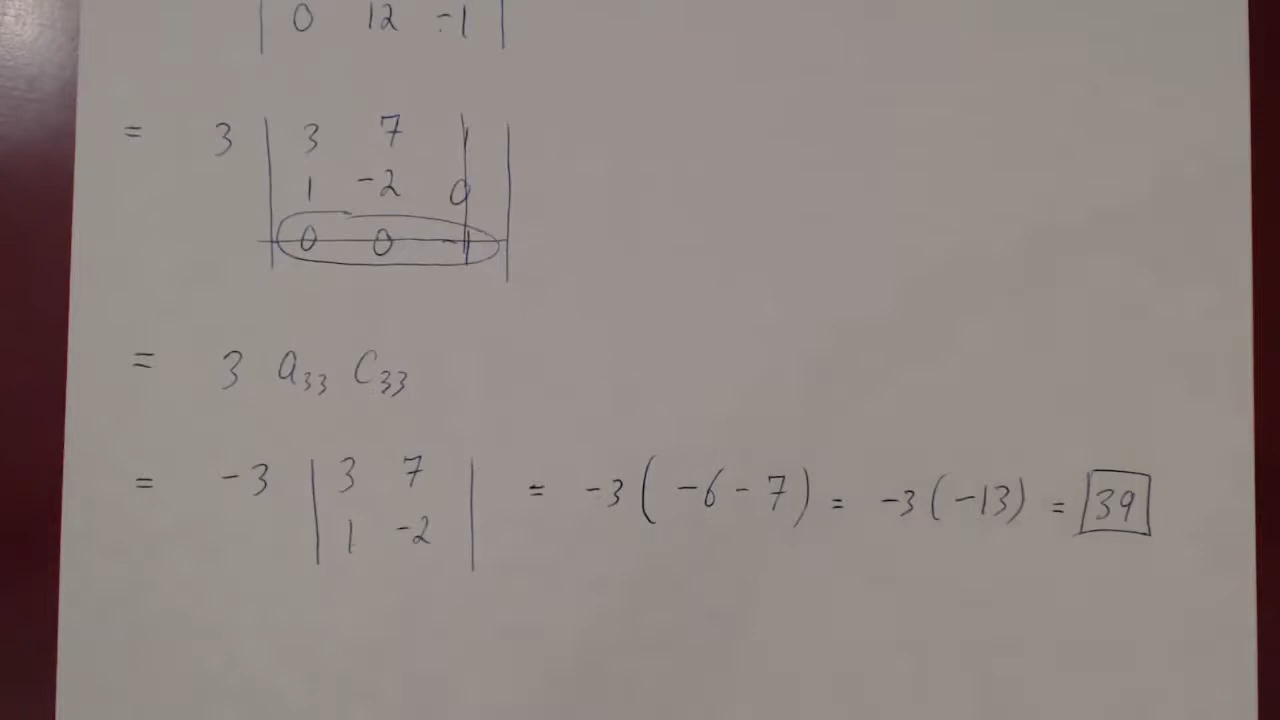 | 0 12 -1 |
= 3 | 3 7 |
1 -2 0
0 0 -1 |
= 3 a₃₃ C₃₃
= -3 | 3 7 | = -3(-6-7) = -3(-13) = 39
1 -2